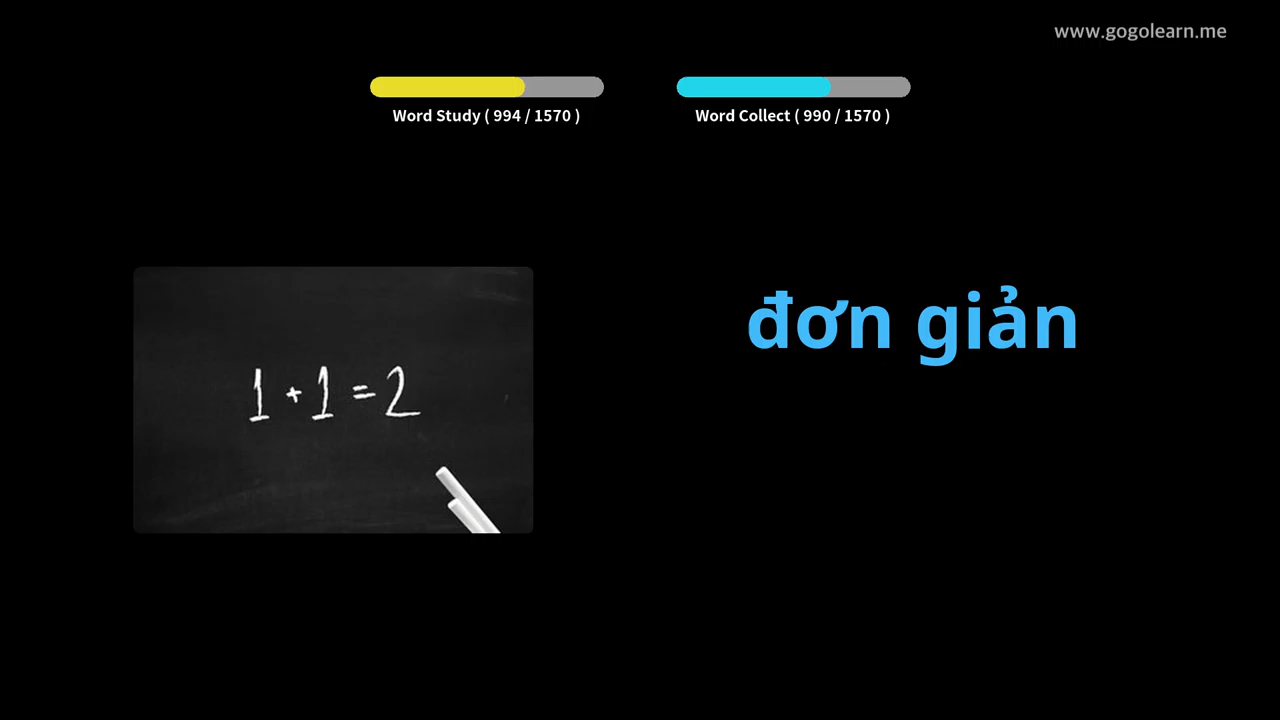 www.gogolearn.me
Word Study ( 994 / 1570 )
Word Collect ( 990 / 1570 )
đơn giản
1 + 1 = 2